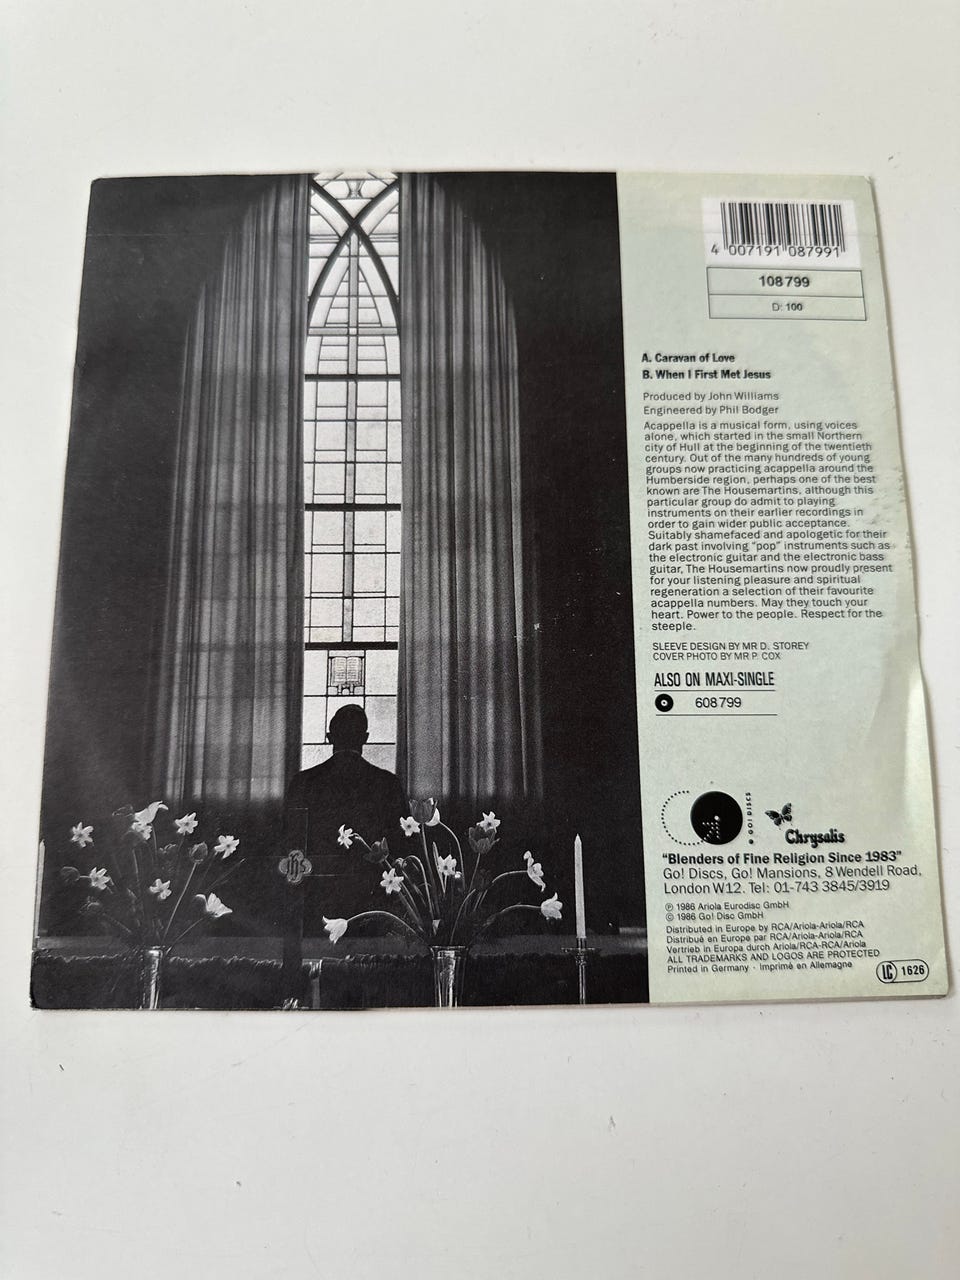 4 007191 087991
108 799
D: 100
A. Caravan of Love
B. When I First Met Jesus
Produced by John Williams
Engineered by Phil Bodger
Acappella is a musical form, using voices
alone, which started in the small Northern
city of Hull at the beginning of the twentieth
century. Out of the many hundreds of young
groups now practicing acappella around the
Humberside region, perhaps one of the best
known are The Housemartins, although this
particular group do admit to playing
instruments on their earlier recordings in
order to gain wider public acceptance.
Suitably shamefaced and apologetic for their
dark past involving "pop" instruments such as
the electronic guitar and the electronic bass
guitar, The Housemartins now proudly present
for your listening pleasure and spiritual
regeneration a selection of their favourite
acappella numbers. May they touch your
heart. Power to the people. Respect for the
steeple.
SLEEVE DESIGN BY MR D. STOREY
COVER PHOTO BY MR P. COX
ALSO ON MAXI-SINGLE
608 799
GO! DISCS
Chrysalis
"Blenders of Fine Religion Since 1983"
Go! Discs, Go! Mansions, 8 Wendell Road,
London W12. Tel: 01-743 3845/3919
℗ 1986 Ariola Eurodisc GmbH
© 1986 Go! Disc GmbH
Distributed in Europe by RCA/Ariola-Ariola/RCA
Distribué en Europe par RCA/Ariola-Ariola/RCA
Vertrieb in Europa durch Ariola/RCA-RCA/Ariola
ALL TRADEMARKS AND LOGOS ARE PROTECTED
Printed in Germany · Imprimé en Allemagne
LC 1626